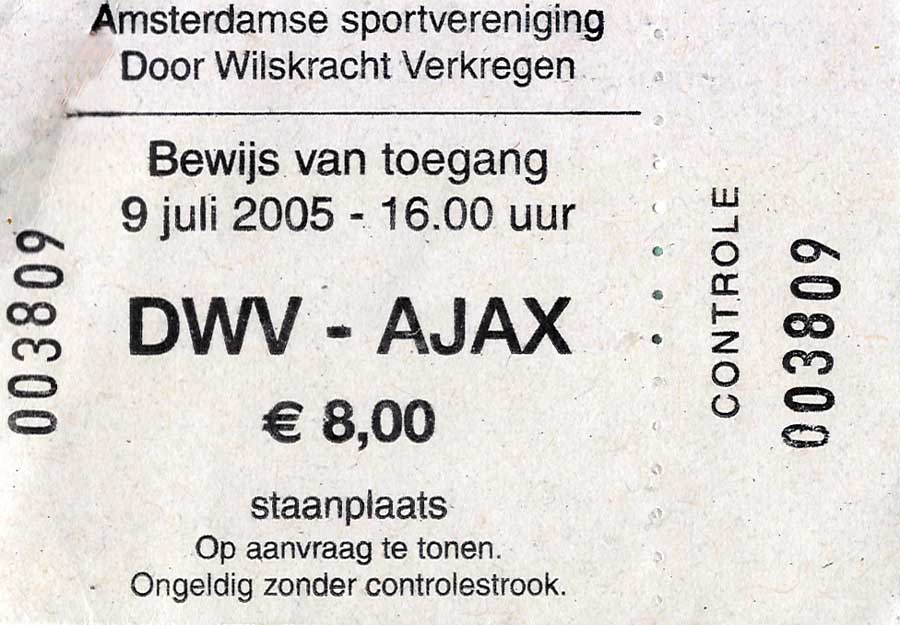 Amsterdamse sportvereniging
Door Wilskracht Verkregen
Bewijs van toegang
9 juli 2005 - 16.00 uur
DWV - AJAX
€ 8,00
staanplaats
Op aanvraag te tonen.
Ongeldig zonder controlestrook.
003809
CONTROLE
003809